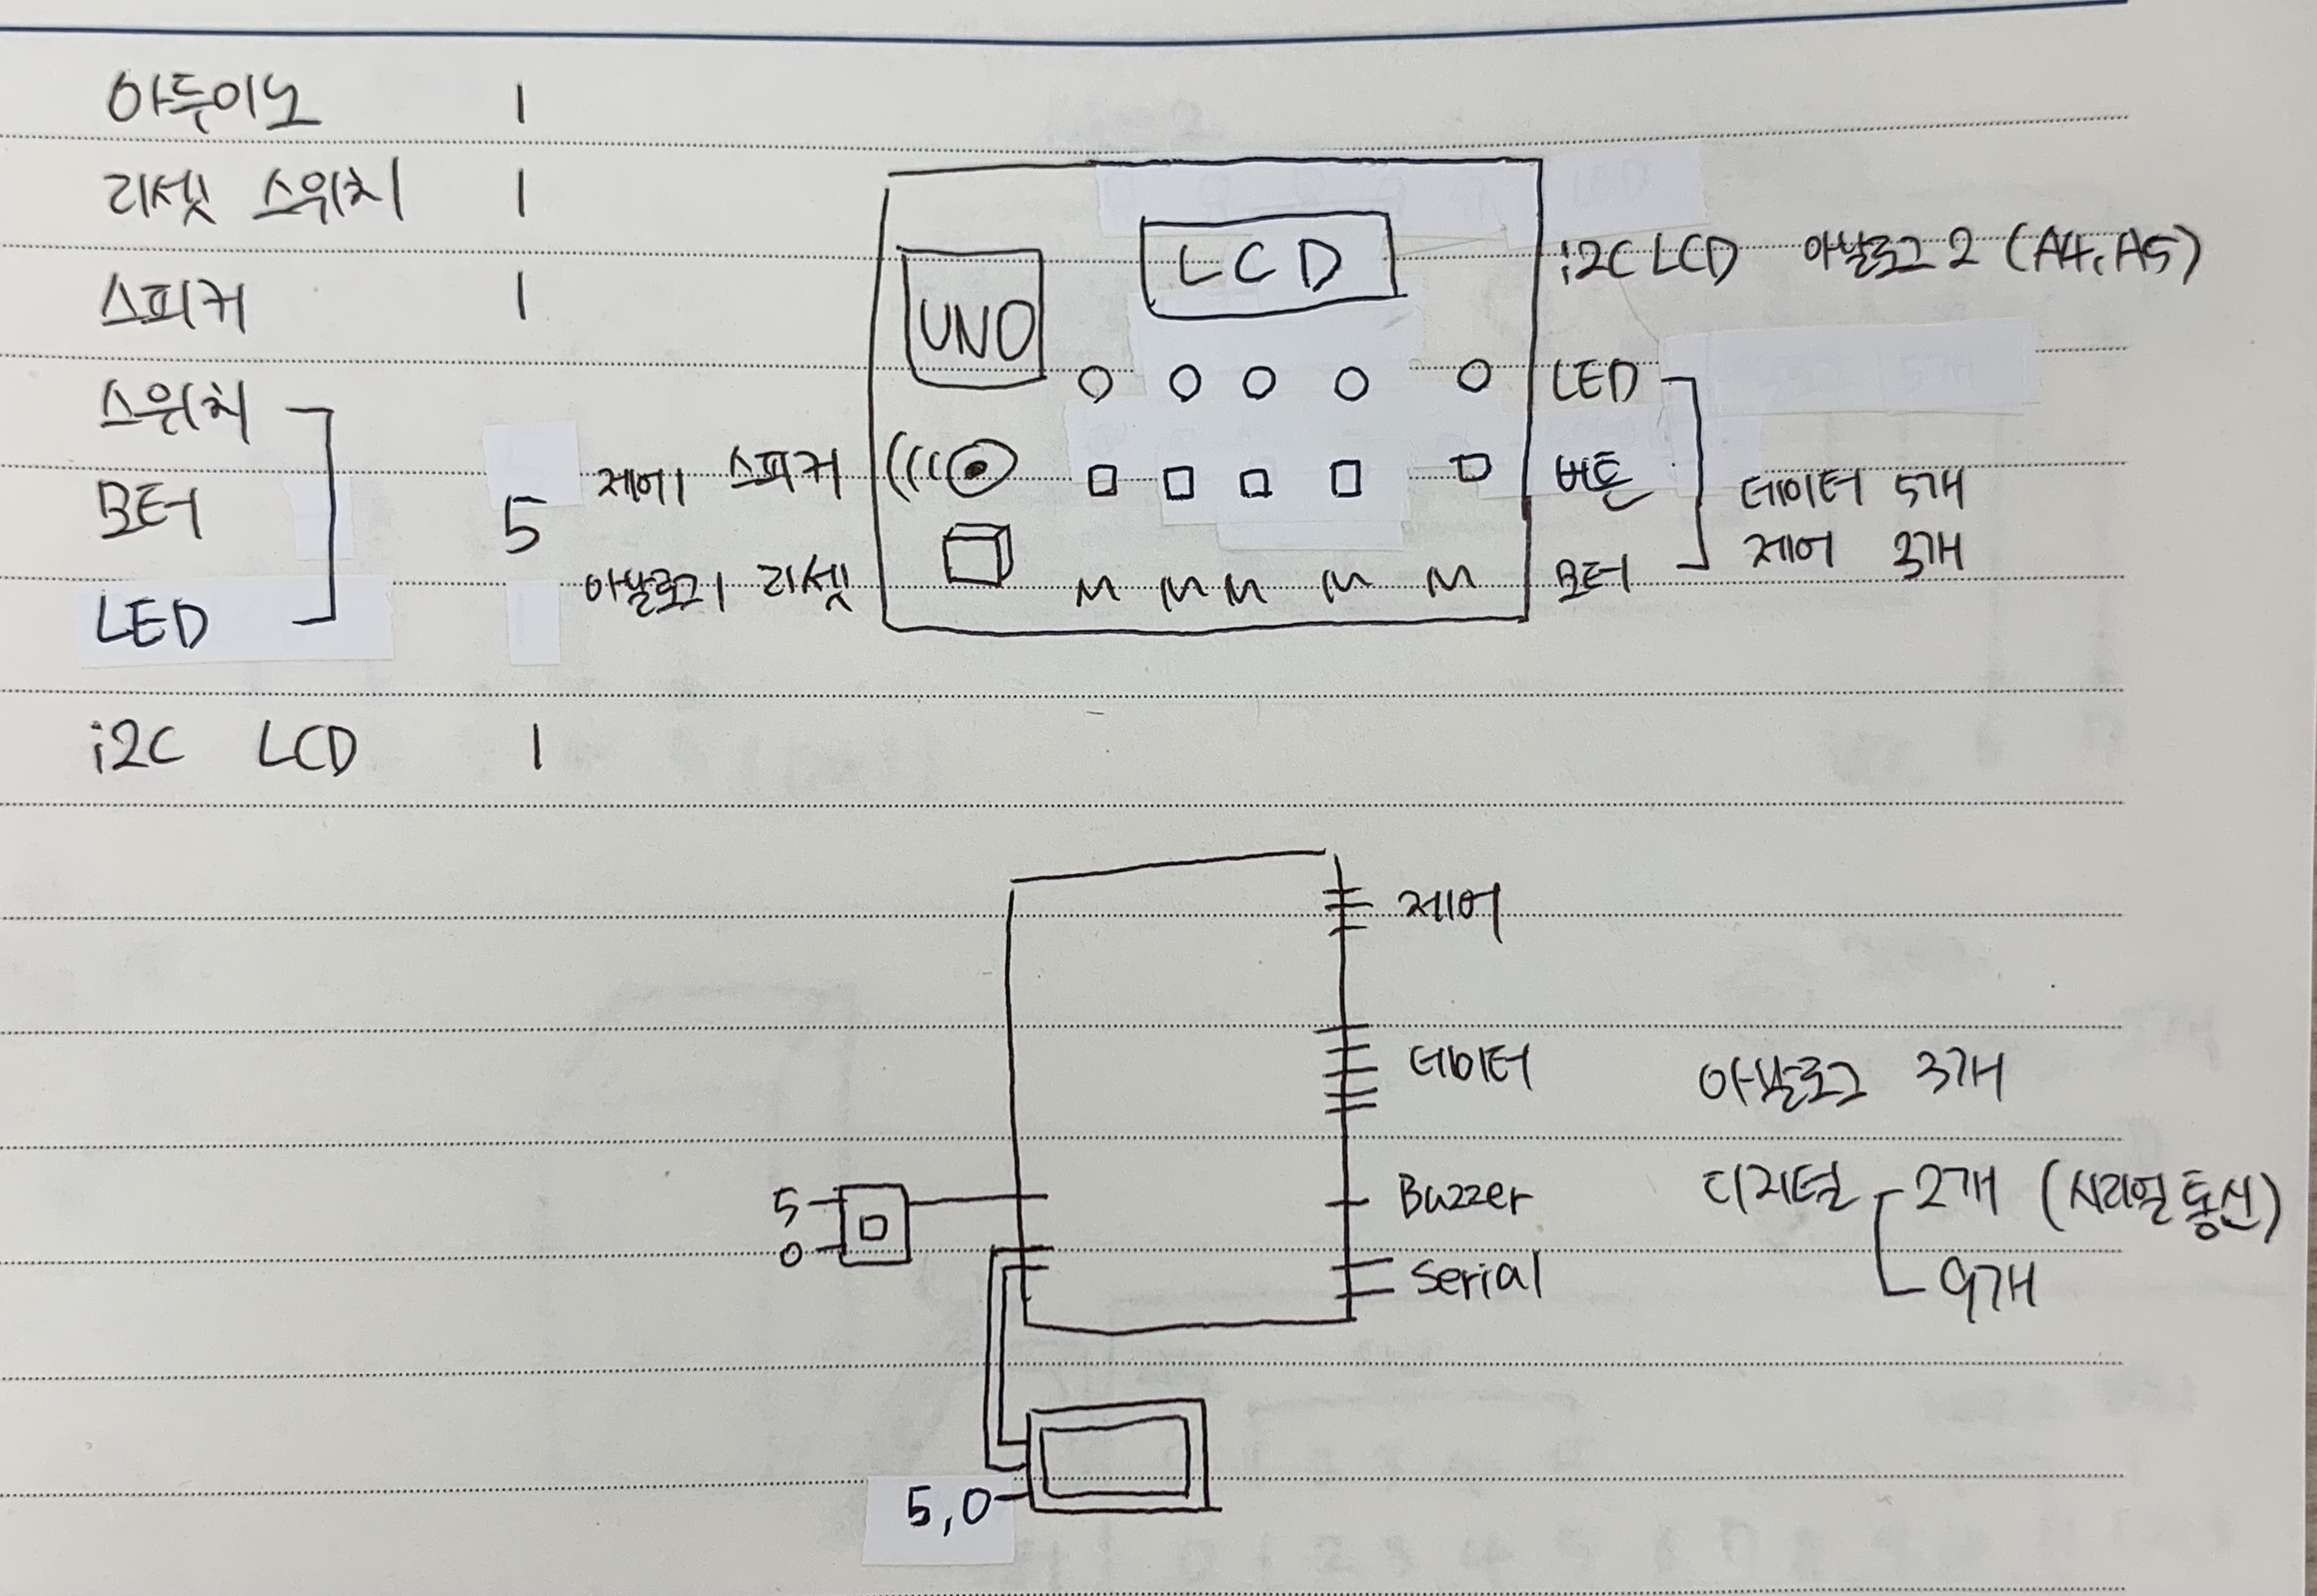 아두이노 1
리셋 스위치 1
스피커 1
스위치
모터 5
LED
i2C LCD 1
LCD
UNO
i2C LCD 아날로그 2 (A4, A5)
LED
제어 1 스피커
버튼
데이터 5개
제어 3개
아날로그 1 리셋
M M M M M
모터
제어
데이터
아날로그 3개
5
0
Buzzer
Serial
디지털 2개 (시리얼 통신)
9개
5,0